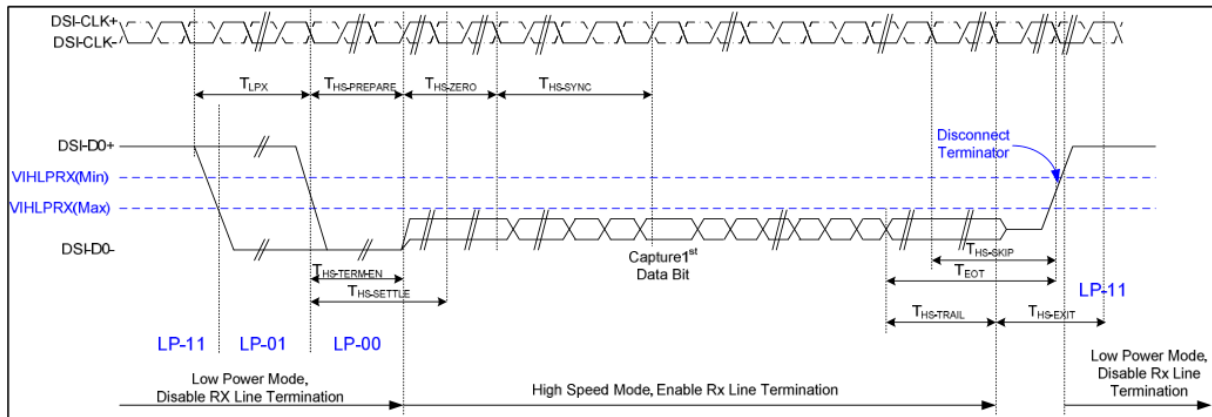 DSI-CLK+
DSI-CLK-
TLPX
THS-PREPARE
THS-ZERO
THS-SYNC
DSI-D0+
Disconnect
Terminator
VIHLPRX(Min)
VIHLPRX(Max)
DSI-D0-
Capture1st
Data Bit
THS-SKIP
THS-TERM-EN
TEOT
THS-SETTLE
LP-11
THS-TRAIL
THS-EXIT
LP-11 LP-01 LP-00
Low Power Mode,
Disable RX Line Termination
High Speed Mode, Enable Rx Line Termination
Low Power Mode,
Disable Rx Line
Termination